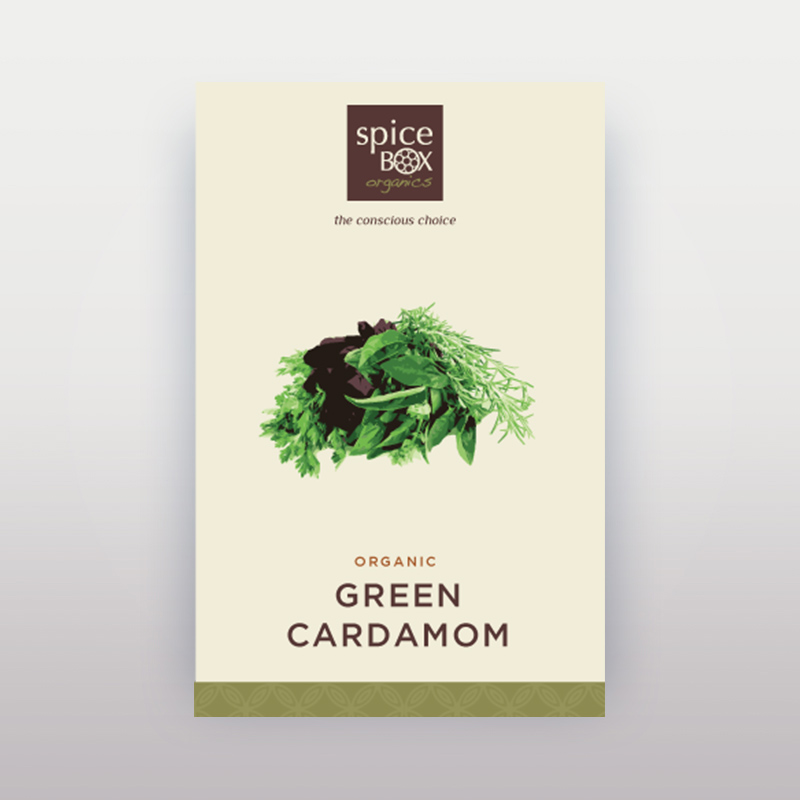 spice
BOX
organics
the conscious choice
ORGANIC
GREEN
CARDAMOM